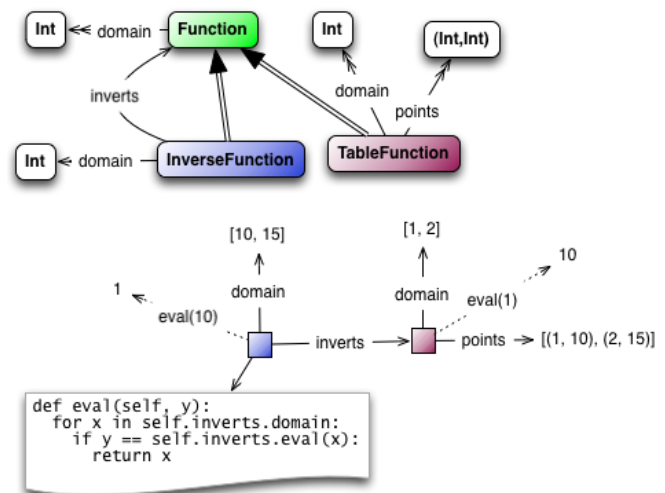 Int
domain
Function
Int
(Int,Int)
inverts
domain
points
Int
domain
InverseFunction
TableFunction
[10, 15]
[1, 2]
1
10
domain
domain
eval(10)
eval(1)
inverts
points
[(1, 10), (2, 15)]
def eval(self, y):
for x in self.inverts.domain:
if y == self.inverts.eval(x):
return x